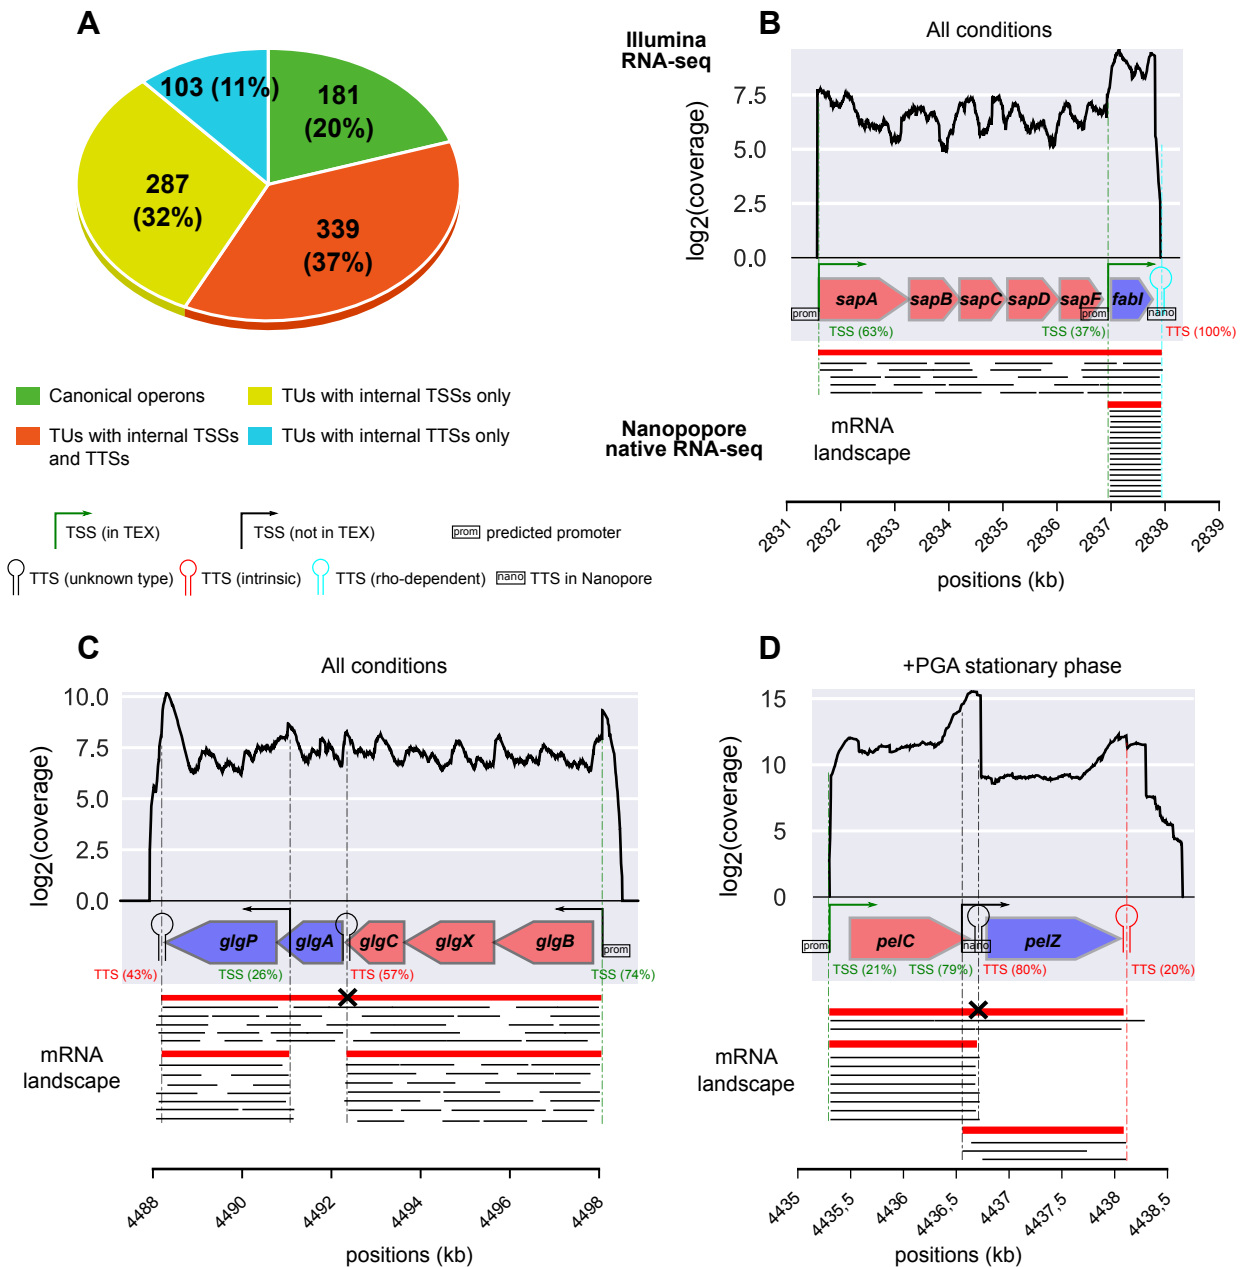 A
103 (11%)
181
(20%)
287
(32%)
339
(37%)
Canonical operons
TUs with internal TSSs only
TUs with internal TSSs
and TTSs
TUs with internal TTSs only
TSS (in TEX)
TSS (not in TEX)
prom predicted promoter
TTS (unknown type)
TTS (intrinsic)
TTS (rho-dependent)
nano TTS in Nanopore
B
Illumina
RNA-seq
All conditions
log2(coverage)
7.5
5.0
2.5
0.0
sapA
sapB
sapC
sapD
sapF
fabI
prom
prom
nano
TSS (63%)
TSS (37%)
TTS (100%)
Nanopopore
native RNA-seq
mRNA
landscape
2831
2832
2833
2834
2835
2836
2837
2838
2839
positions (kb)
C
All conditions
log2(coverage)
10.0
7.5
5.0
2.5
0.0
glgP
glgA
glgC
glgX
glgB
prom
TTS (43%)
TSS (26%)
TTS (57%)
TSS (74%)
mRNA
landscape
4488
4490
4492
4494
4496
4498
positions (kb)
D
+PGA stationary phase
log2(coverage)
15
10
5
0
pelC
pelZ
prom
nano
TSS (21%)
TSS (79%)
TTS (80%)
TTS (20%)
mRNA
landscape
4435
4435,5
4436
4436,5
4437
4437,5
4438
4438,5
positions (kb)